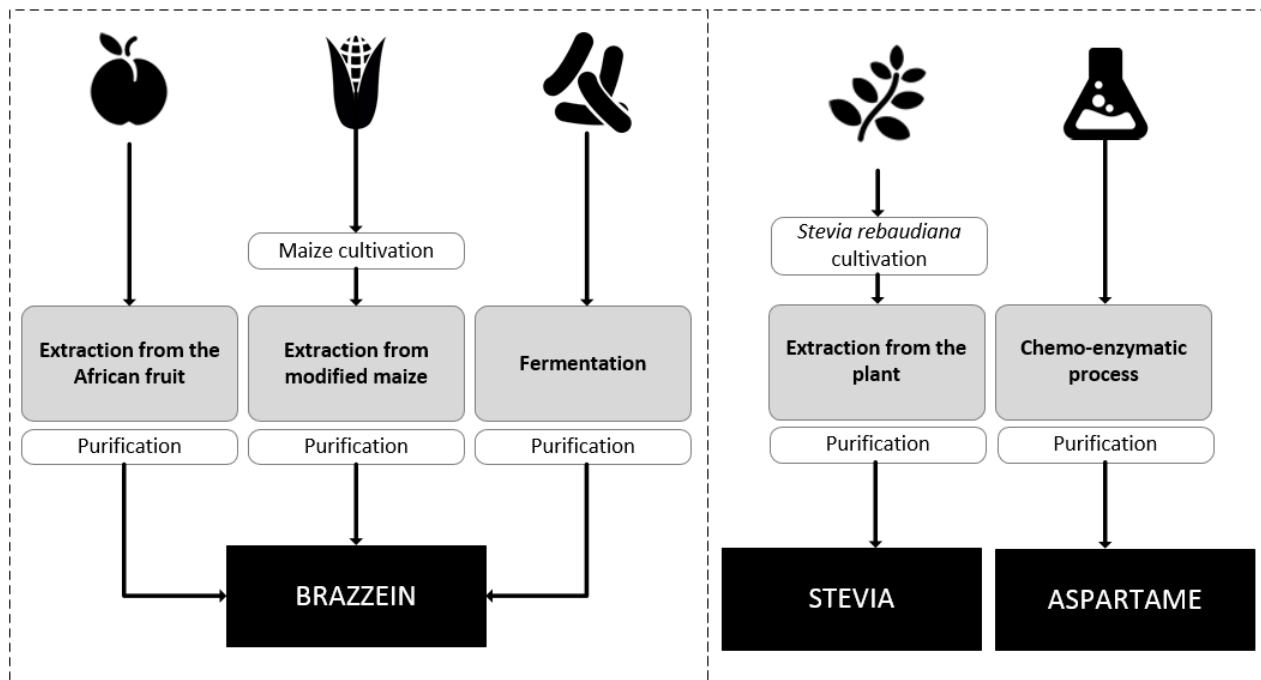 Maize cultivation
Extraction from the
African fruit
Extraction from
modified maize
Fermentation
Purification
Purification
Purification
BRAZZEIN
Stevia rebaudiana
cultivation
Extraction from the
plant
Chemo-enzymatic
process
Purification
Purification
STEVIA
ASPARTAME